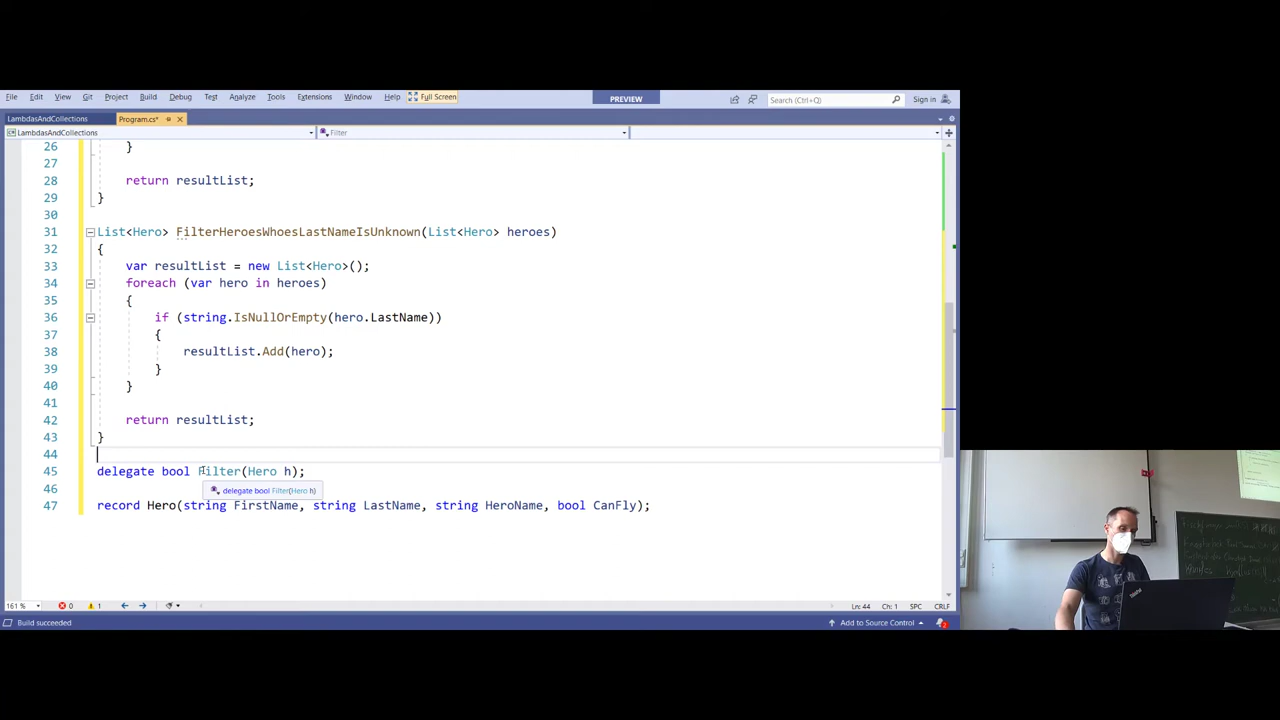 File Edit View Git Project Build Debug Test Analyze Tools Extensions Window Help Full Screen PREVIEW Search (Ctrl+Q) Sign in
LambdasAndCollections Program.cs*
LambdasAndCollections Filter
26 }
27
28 return resultList;
29 }
30
31 List<Hero> FilterHeroesWhoesLastNameIsUnknown(List<Hero> heroes)
32 {
33 var resultList = new List<Hero>();
34 foreach (var hero in heroes)
35 {
36 if (string.IsNullOrEmpty(hero.LastName))
37 {
38 resultList.Add(hero);
39 }
40 }
41
42 return resultList;
43 }
44
45 delegate bool Filter(Hero h);
46 delegate bool Filter(Hero h)
47 record Hero(string FirstName, string LastName, string HeroName, bool CanFly);
161 % 0 1 Ln: 44 Ch: 1 SPC CRLF
Build succeeded Add to Source Control 2